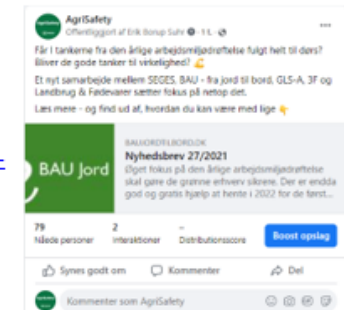 AgriSafety
Offentliggjort af Erik Borup Suhr · 1 t. ·
Får I tankerne fra den årlige arbejdsmiljødrøftelse fulgt helt til dørs?
Bliver de gode tanker til virkelighed?
Et nyt samarbejde mellem SEGES, BAU - fra jord til bord, GLS-A, 3F og
Landbrug & Fødevarer sætter fokus på netop det.
Læs mere - og find ud af, hvordan du kan være med lige
BAU Jord
BAUJORDTILBORD.DK
Nyhedsbrev 27/2021
Øget fokus på den årlige arbejdsmiljødrøftelse
skal gøre de grønne erhverv sikrere. Der er endda
god og gratis hjælp at hente i 2022 for de først...
79
Nåede personer
2
Interaktioner
–
Distributionsscore
Boost opslag
Synes godt om
Kommenter
Del
Kommenter som AgriSafety